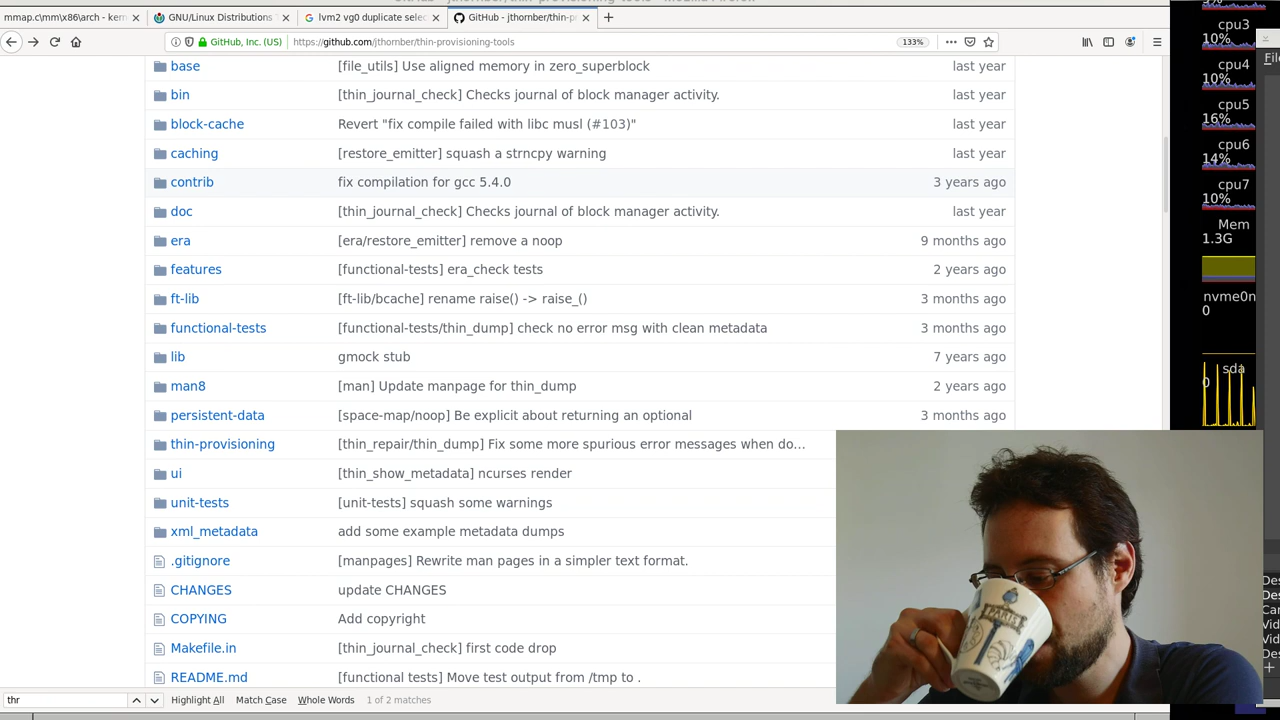 mmap.c\mm\x86\arch - ker
GNU/Linux Distributions
lvm2 vg0 duplicate selec
GitHub - jthornber/thin-p
GitHub, Inc. (US)
https://github.com/jthornber/thin-provisioning-tools
133%
base [file_utils] Use aligned memory in zero_superblock last year
bin [thin_journal_check] Checks journal of block manager activity. last year
block-cache Revert "fix compile failed with libc musl (#103)" last year
caching [restore_emitter] squash a strncpy warning last year
contrib fix compilation for gcc 5.4.0 3 years ago
doc [thin_journal_check] Checks journal of block manager activity. last year
era [era/restore_emitter] remove a noop 9 months ago
features [functional-tests] era_check tests 2 years ago
ft-lib [ft-lib/bcache] rename raise() -> raise_() 3 months ago
functional-tests [functional-tests/thin_dump] check no error msg with clean metadata 3 months ago
lib gmock stub 7 years ago
man8 [man] Update manpage for thin_dump 2 years ago
persistent-data [space-map/noop] Be explicit about returning an optional 3 months ago
thin-provisioning [thin_repair/thin_dump] Fix some more spurious error messages when do…
ui [thin_show_metadata] ncurses render
unit-tests [unit-tests] squash some warnings
xml_metadata add some example metadata dumps
.gitignore [manpages] Rewrite man pages in a simpler text format.
CHANGES update CHANGES
COPYING Add copyright
Makefile.in [thin_journal_check] first code drop
README.md [functional tests] Move test output from /tmp to .
thr Highlight All Match Case Whole Words 1 of 2 matches
cpu3
10%
cpu4
10%
cpu5
16%
cpu6
14%
cpu7
10%
Mem
1.3G
nvme0n
0
sda
0
File
Des
Des
Car
Vid
Vid
Des